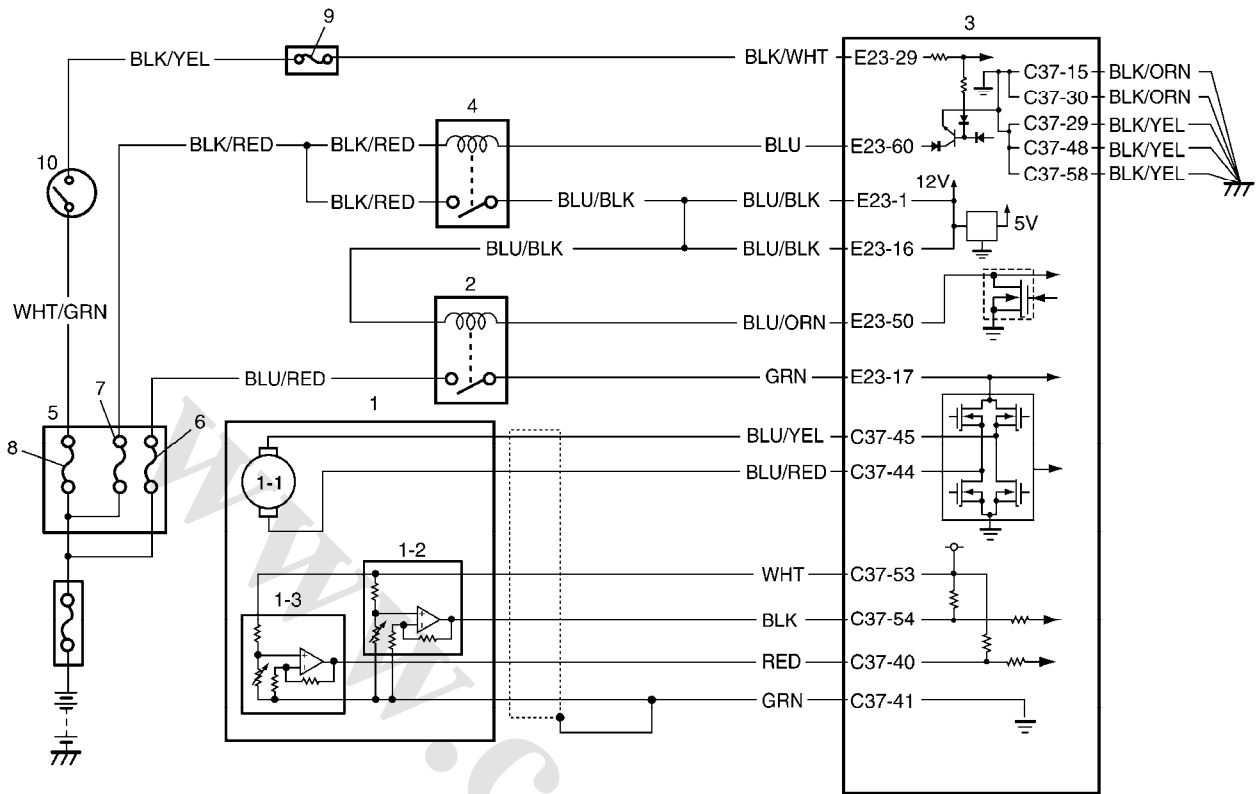 9
3
BLK/YEL
BLK/WHT
E23-29
C37-15
BLK/ORN
C37-30
BLK/ORN
4
C37-29
BLK/YEL
BLK/RED
BLK/RED
BLU
E23-60
C37-48
BLK/YEL
10
C37-58
BLK/YEL
12V
BLK/RED
BLU/BLK
BLU/BLK
E23-1
5V
BLU/BLK
BLU/BLK
E23-16
2
WHT/GRN
BLU/ORN
E23-50
BLU/RED
GRN
E23-17
7
1
5
6
8
BLU/YEL
C37-45
1-1
BLU/RED
C37-44
1-2
WHT
C37-53
1-3
BLK
C37-54
RED
C37-40
GRN
C37-41
www.c